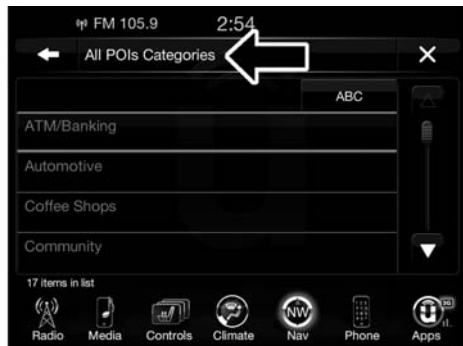 FM 105.9 2:54
All POIs Categories
ABC
ATM/Banking
Automotive
Coffee Shops
Community
17 items in list
NW
3G
Radio Media Controls Climate Nav Phone Apps